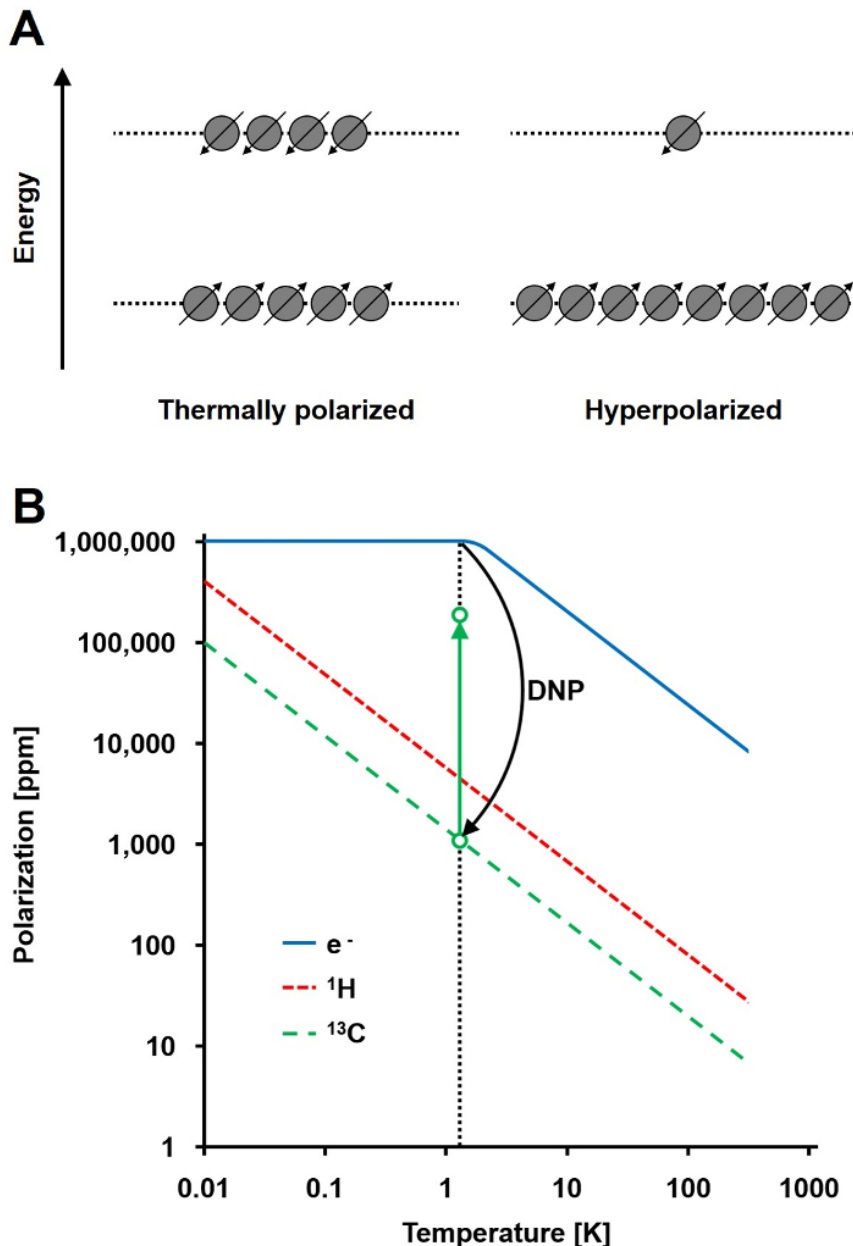 A
Energy
Thermally polarized
Hyperpolarized
B
Polarization [ppm]
1,000,000
100,000
10,000
1,000
100
10
1
DNP
e -
¹H
¹³C
0.01
0.1
1
10
100
1000
Temperature [K]